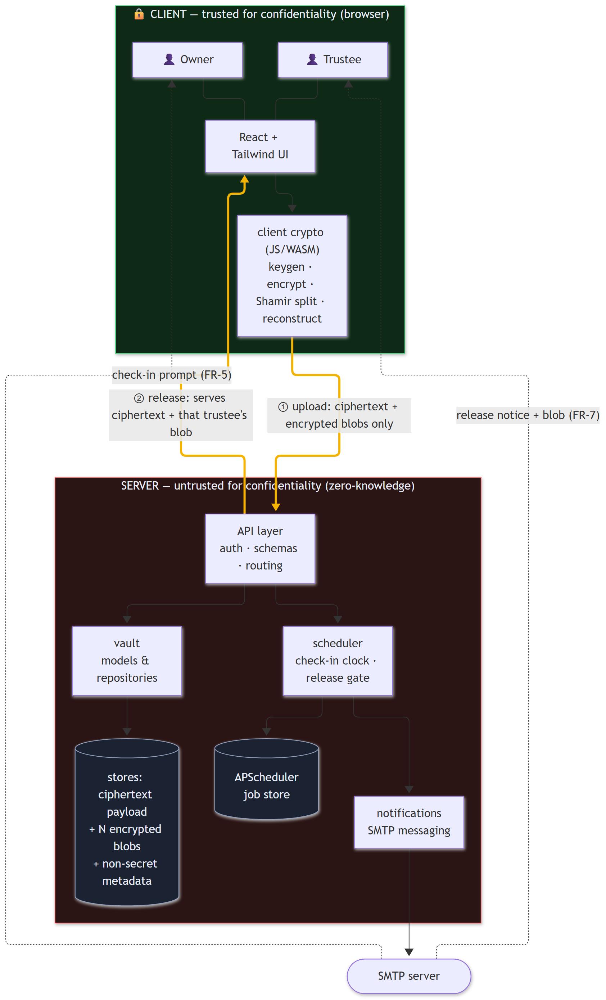 🔒 CLIENT — trusted for confidentiality (browser)
👤 Owner
👤 Trustee
React +
Tailwind UI
client crypto
(JS/WASM)
keygen ·
encrypt ·
Shamir split ·
reconstruct
check-in prompt (FR-5)
② release: serves
ciphertext + that trustee's
blob
① upload: ciphertext +
encrypted blobs only
release notice + blob (FR-7)
SERVER — untrusted for confidentiality (zero-knowledge)
API layer
auth · schemas
· routing
vault
models &
repositories
scheduler
check-in clock ·
release gate
stores:
ciphertext
payload
+ N encrypted
blobs
+ non-secret
metadata
APScheduler
job store
notifications
SMTP messaging
SMTP server